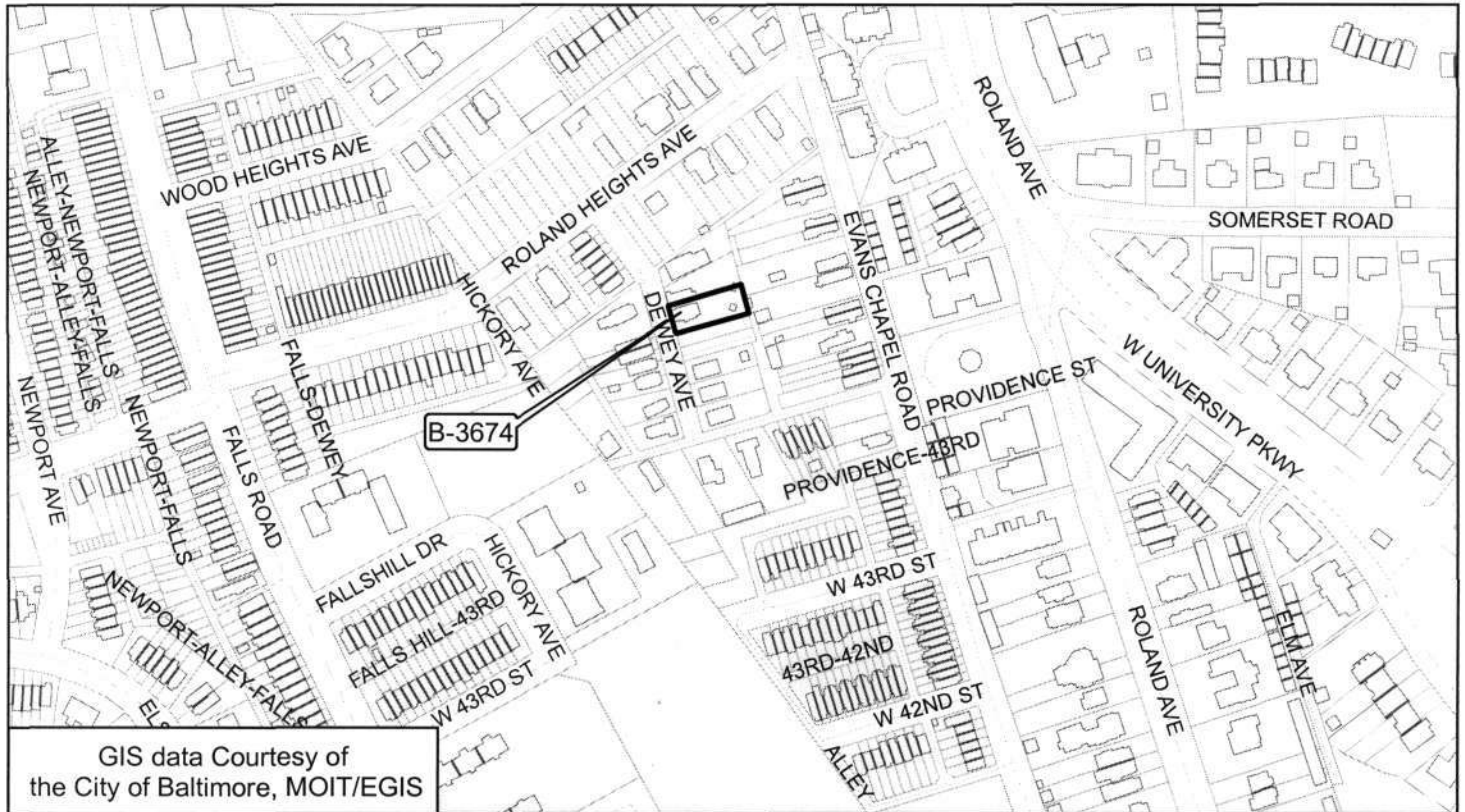 ROLAND AVE
WOOD HEIGHTS AVE
ALLEY-NEWPORT-FALLS
NEWPORT-ALLEY-FALLS
ROLAND HEIGHTS AVE
SOMERSET ROAD
EVANS CHAPEL ROAD
HICKORY AVE
DEWEY AVE
W UNIVERSITY PKWY
FALLS-DEWEY
NEWPORT AVE
NEWPORT-FALLS
FALLS ROAD
B-3674
PROVIDENCE ST
PROVIDENCE-43RD
FALLSHILL DR
HICKORY AVE
W 43RD ST
NEWPORT-ALLEY-FALLS
FALLS HILL-43RD
W 43RD ST
43RD-42ND
W 42ND ST
ROLAND AVE
ELM AVE
ALLEY
GIS data Courtesy of
the City of Baltimore, MOIT/EGIS